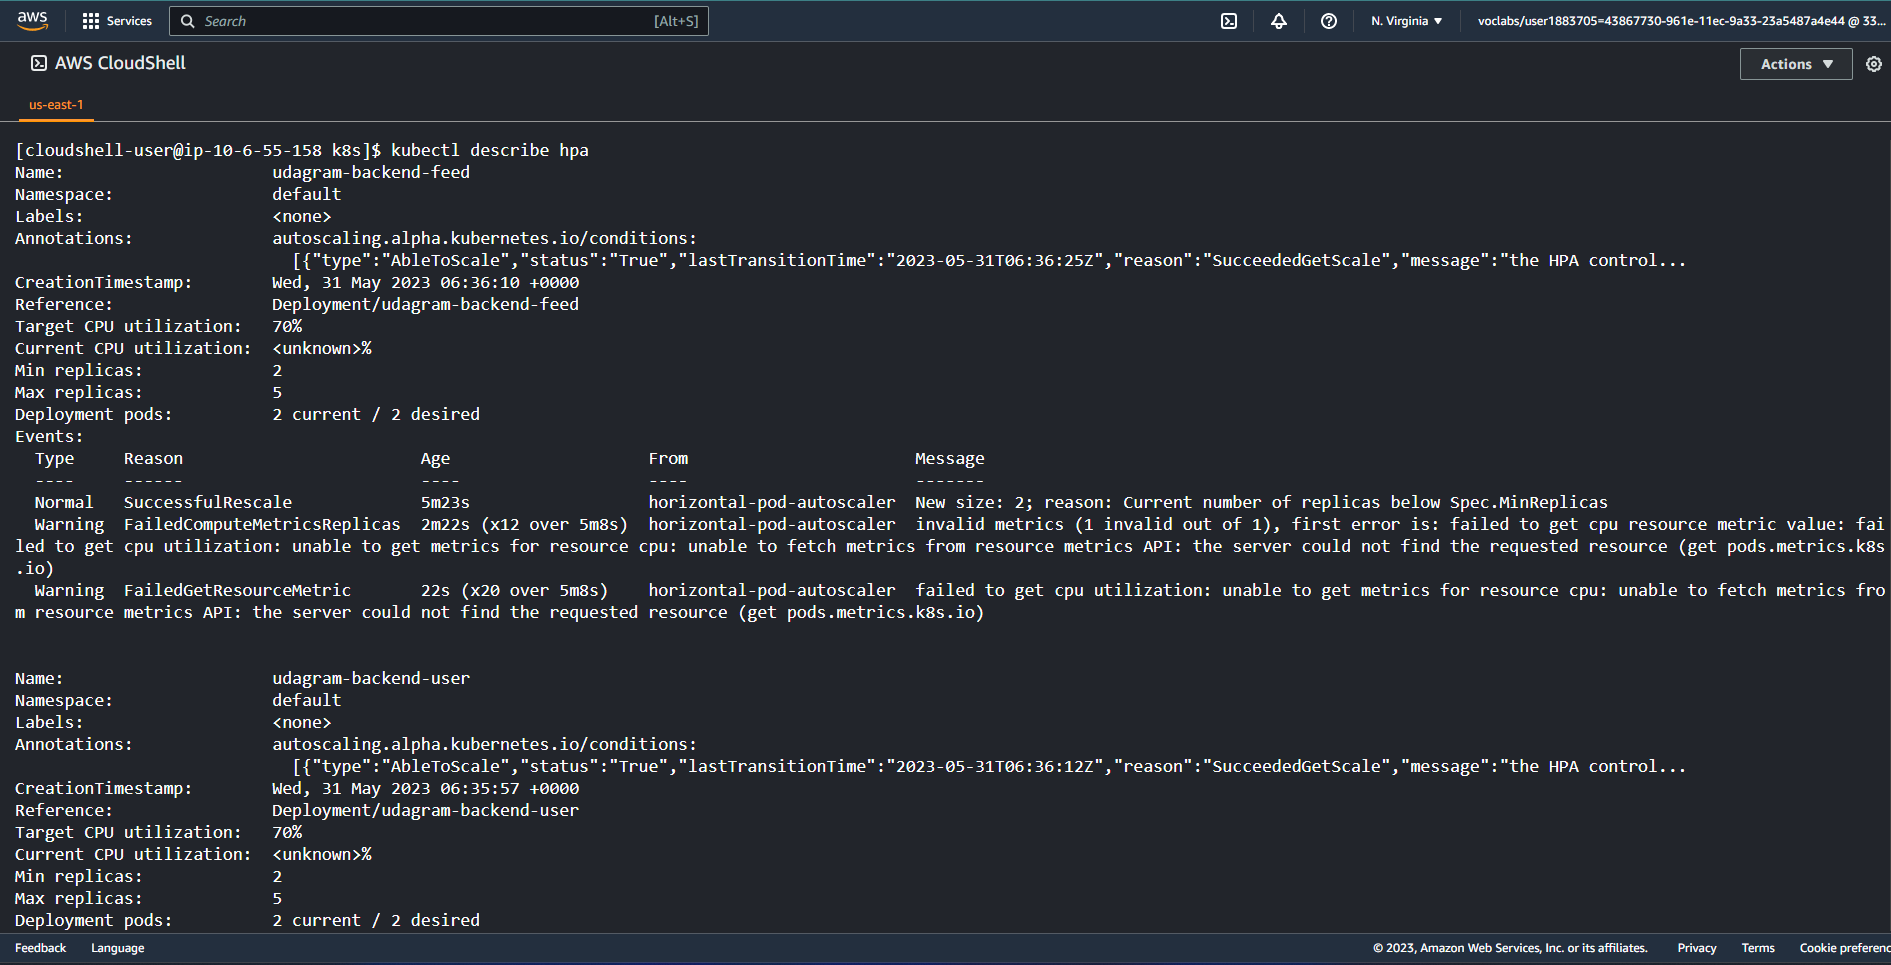 aws
Services
Search
[Alt+S]
N. Virginia
voclabs/user1883705=43867730-961e-11ec-9a33-23a5487a4e44 @ 33...
AWS CloudShell
Actions
us-east-1
[cloudshell-user@ip-10-6-55-158 k8s]$ kubectl describe hpa
Name: udagram-backend-feed
Namespace: default
Labels: <none>
Annotations: autoscaling.alpha.kubernetes.io/conditions:
[{"type":"AbleToScale","status":"True","lastTransitionTime":"2023-05-31T06:36:25Z","reason":"SucceededGetScale","message":"the HPA control...
CreationTimestamp: Wed, 31 May 2023 06:36:10 +0000
Reference: Deployment/udagram-backend-feed
Target CPU utilization: 70%
Current CPU utilization: <unknown>%
Min replicas: 2
Max replicas: 5
Deployment pods: 2 current / 2 desired
Events:
Type Reason Age From Message
---- ------ ---- ---- -------
Normal SuccessfulRescale 5m23s horizontal-pod-autoscaler New size: 2; reason: Current number of replicas below Spec.MinReplicas
Warning FailedComputeMetricsReplicas 2m22s (x12 over 5m8s) horizontal-pod-autoscaler invalid metrics (1 invalid out of 1), first error is: failed to get cpu resource metric value: fai
led to get cpu utilization: unable to get metrics for resource cpu: unable to fetch metrics from resource metrics API: the server could not find the requested resource (get pods.metrics.k8s
.io)
Warning FailedGetResourceMetric 22s (x20 over 5m8s) horizontal-pod-autoscaler failed to get cpu utilization: unable to get metrics for resource cpu: unable to fetch metrics fro
m resource metrics API: the server could not find the requested resource (get pods.metrics.k8s.io)
Name: udagram-backend-user
Namespace: default
Labels: <none>
Annotations: autoscaling.alpha.kubernetes.io/conditions:
[{"type":"AbleToScale","status":"True","lastTransitionTime":"2023-05-31T06:36:12Z","reason":"SucceededGetScale","message":"the HPA control...
CreationTimestamp: Wed, 31 May 2023 06:35:57 +0000
Reference: Deployment/udagram-backend-user
Target CPU utilization: 70%
Current CPU utilization: <unknown>%
Min replicas: 2
Max replicas: 5
Deployment pods: 2 current / 2 desired
Feedback Language © 2023, Amazon Web Services, Inc. or its affiliates. Privacy Terms Cookie preferenc